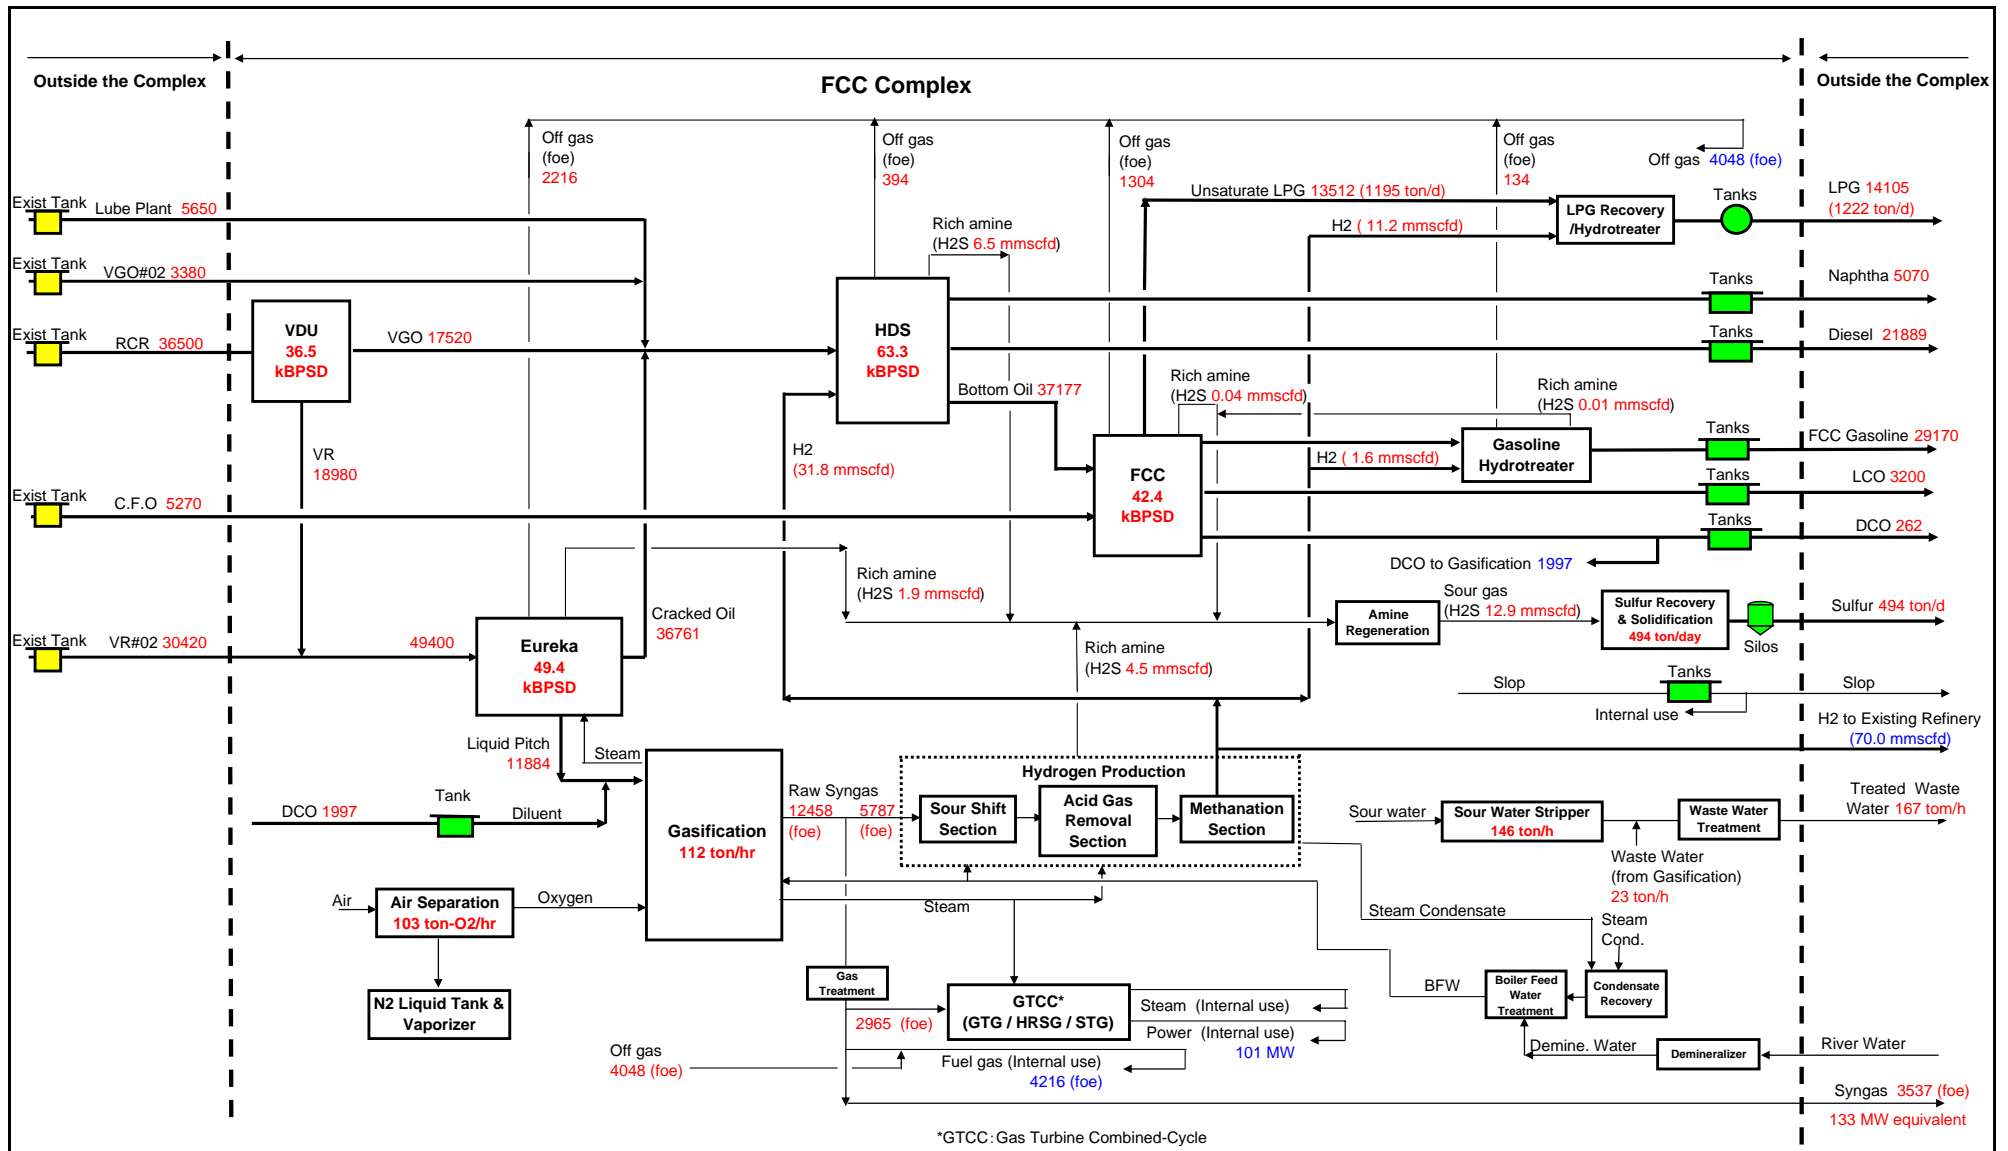 Outside the Complex
FCC Complex
Outside the Complex
Off gas
(foe)
2216
Off gas
(foe)
394
Off gas
(foe)
1304
Off gas
(foe)
134
Off gas 4048 (foe)
Exist Tank
Lube Plant 5650
Unsaturate LPG 13512 (1195 ton/d)
LPG Recovery
/Hydrotreater
Tanks
LPG 14105
(1222 ton/d)
H2 ( 11.2 mmscfd)
Rich amine
(H2S 6.5 mmscfd)
Exist Tank
VGO#02 3380
Tanks
Naphtha 5070
Exist Tank
RCR 36500
VDU
36.5
kBPSD
VGO 17520
HDS
63.3
kBPSD
Tanks
Diesel 21889
Bottom Oil 37177
Rich amine
(H2S 0.04 mmscfd)
Rich amine
(H2S 0.01 mmscfd)
H2
(31.8 mmscfd)
VR
18980
Gasoline
Hydrotreater
Tanks
FCC Gasoline 29170
H2 ( 1.6 mmscfd)
FCC
42.4
kBPSD
Tanks
LCO 3200
Exist Tank
C.F.O 5270
Tanks
DCO 262
DCO to Gasification 1997
Rich amine
(H2S 1.9 mmscfd)
Sour gas
(H2S 12.9 mmscfd)
Amine
Regeneration
Sulfur Recovery
& Solidification
494 ton/day
Silos
Sulfur 494 ton/d
Cracked Oil
36761
Exist Tank
VR#02 30420
49400
Eureka
49.4
kBPSD
Rich amine
(H2S 4.5 mmscfd)
Slop
Tanks
Slop
Internal use
H2 to Existing Refinery
(70.0 mmscfd)
Liquid Pitch
11884
Steam
DCO 1997
Tank
Diluent
Gasification
112 ton/hr
Raw Syngas
12458
(foe)
5787
(foe)
Hydrogen Production
Sour Shift
Section
Acid Gas
Removal
Section
Methanation
Section
Sour water
Sour Water Stripper
146 ton/h
Waste Water
Treatment
Treated Waste
Water 167 tom/h
Waste Water
(from Gasification)
23 ton/h
Air
Air Separation
103 ton-O2/hr
Oxygen
Steam
Steam Condensate
Steam
Cond.
N2 Liquid Tank &
Vaporizer
Gas
Treatment
GTCC*
(GTG / HRSG / STG)
2965 (foe)
Steam (Internal use)
Power (Internal use)
101 MW
BFW
Boiler Feed
Water
Treatment
Condensate
Recovery
Off gas
4048 (foe)
Fuel gas (Internal use)
4216 (foe)
Demine. Water
Demineralizer
River Water
Syngas 3537 (foe)
133 MW equivalent
*GTCC: Gas Turbine Combined-Cycle